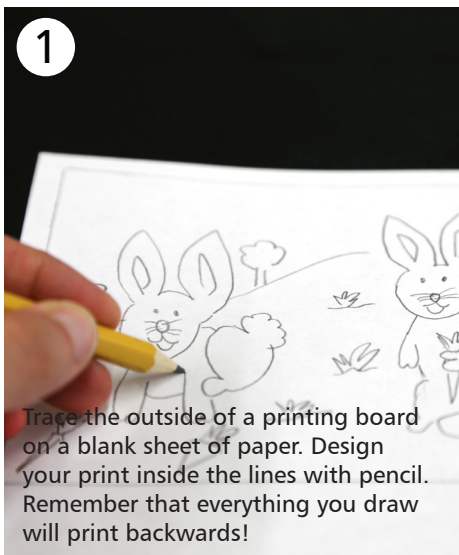 1
Trace the outside of a printing board
on a blank sheet of paper. Design
your print inside the lines with pencil.
Remember that everything you draw
will print backwards!